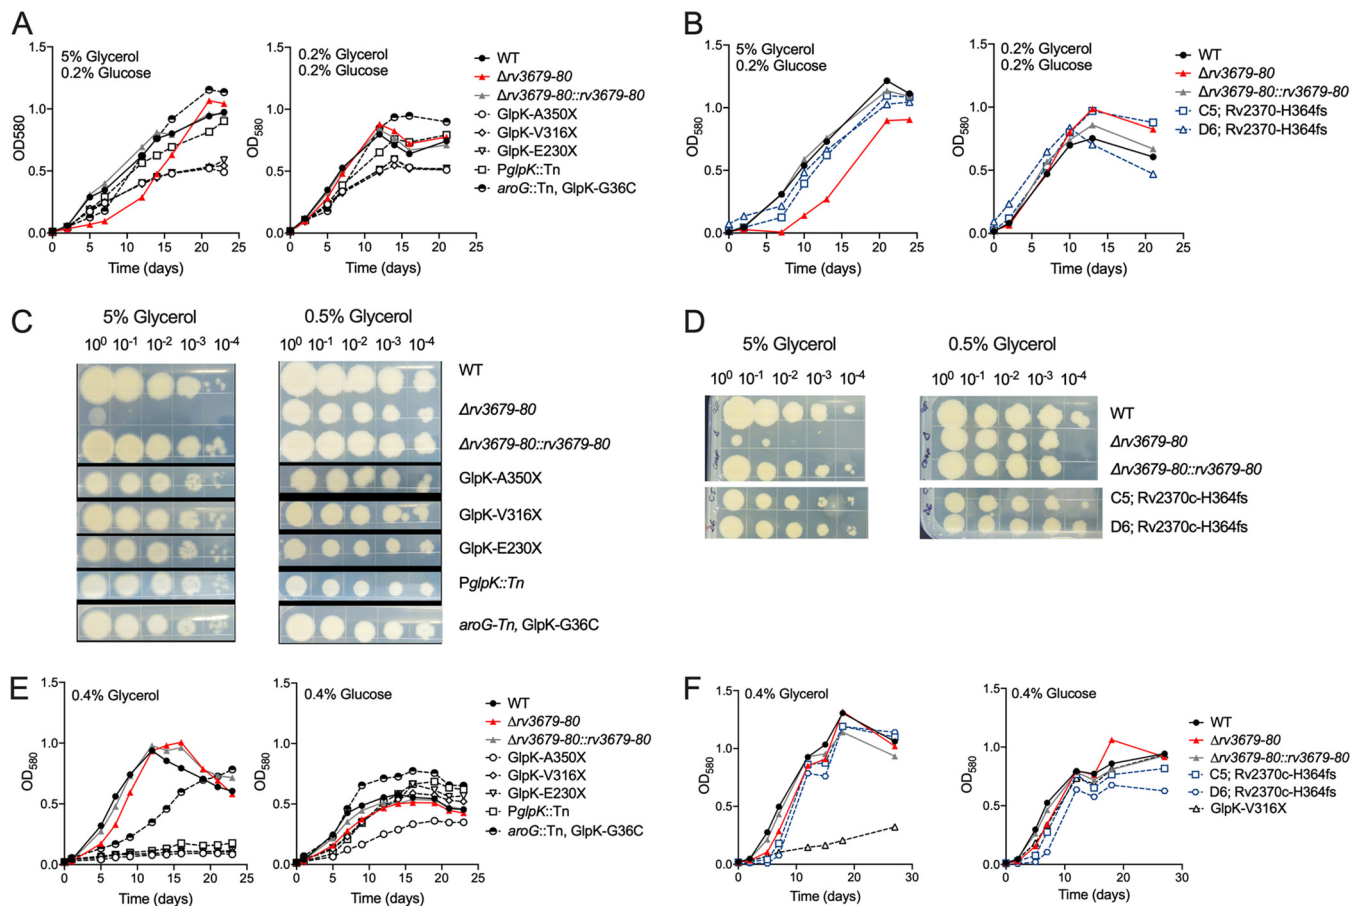 A
5% Glycerol
0.2% Glucose
OD580
1.5
1.0
0.5
0.0
0 5 10 15 20 25
Time (days)
0.2% Glycerol
0.2% Glucose
OD580
1.5
1.0
0.5
0.0
0 5 10 15 20 25
Time (days)
WT
Δrv3679-80
Δrv3679-80::rv3679-80
GlpK-A350X
GlpK-V316X
GlpK-E230X
PglpK::Tn
aroG::Tn, GlpK-G36C
B
5% Glycerol
0.2% Glucose
OD580
1.5
1.0
0.5
0.0
0 5 10 15 20 25
Time (days)
0.2% Glycerol
0.2% Glucose
OD580
1.5
1.0
0.5
0.0
0 5 10 15 20 25
Time (days)
WT
Δrv3679-80
Δrv3679-80::rv3679-80
C5; Rv2370-H364fs
D6; Rv2370-H364fs
C
5% Glycerol
10⁰ 10⁻¹ 10⁻² 10⁻³ 10⁻⁴
0.5% Glycerol
10⁰ 10⁻¹ 10⁻² 10⁻³ 10⁻⁴
WT
Δrv3679-80
Δrv3679-80::rv3679-80
GlpK-A350X
GlpK-V316X
GlpK-E230X
PglpK::Tn
aroG-Tn, GlpK-G36C
D
5% Glycerol
10⁰ 10⁻¹ 10⁻² 10⁻³ 10⁻⁴
0.5% Glycerol
10⁰ 10⁻¹ 10⁻² 10⁻³ 10⁻⁴
WT
Δrv3679-80
Δrv3679-80::rv3679-80
C5; Rv2370c-H364fs
D6; Rv2370c-H364fs
E
0.4% Glycerol
OD580
1.5
1.0
0.5
0.0
0 5 10 15 20 25
Time (days)
0.4% Glucose
OD580
1.5
1.0
0.5
0.0
0 5 10 15 20 25
Time (days)
WT
Δrv3679-80
Δrv3679-80::rv3679-80
GlpK-A350X
GlpK-V316X
GlpK-E230X
PglpK::Tn
aroG::Tn, GlpK-G36C
F
0.4% Glycerol
OD580
1.5
1.0
0.5
0.0
0 10 20 30
Time (days)
0.4% Glucose
OD580
1.5
1.0
0.5
0.0
0 10 20 30
Time (days)
WT
Δrv3679-80
Δrv3679-80::rv3679-80
C5; Rv2370c-H364fs
D6; Rv2370c-H364fs
GlpK-V316X